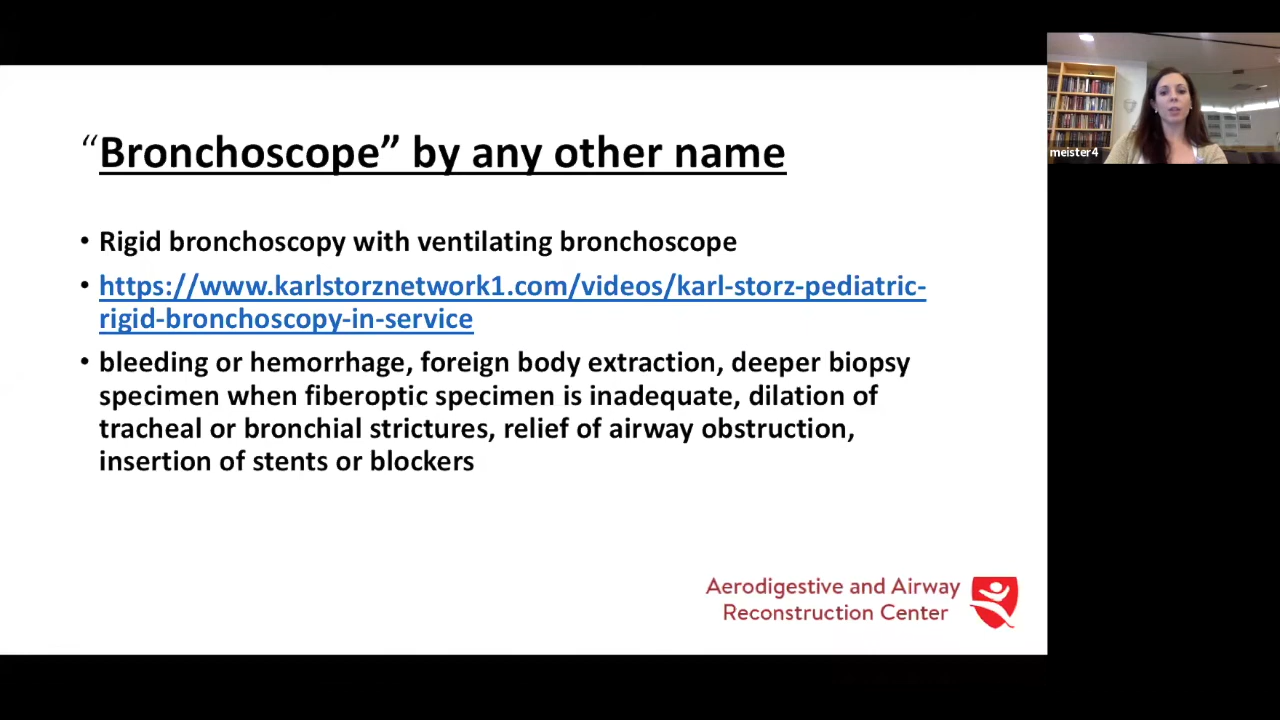 “Bronchoscope” by any other name
• Rigid bronchoscopy with ventilating bronchoscope
• https://www.karlstorznetwork1.com/videos/karl-storz-pediatric-
rigid-bronchoscopy-in-service
• bleeding or hemorrhage, foreign body extraction, deeper biopsy
specimen when fiberoptic specimen is inadequate, dilation of
tracheal or bronchial strictures, relief of airway obstruction,
insertion of stents or blockers
Aerodigestive and Airway
Reconstruction Center
meister4